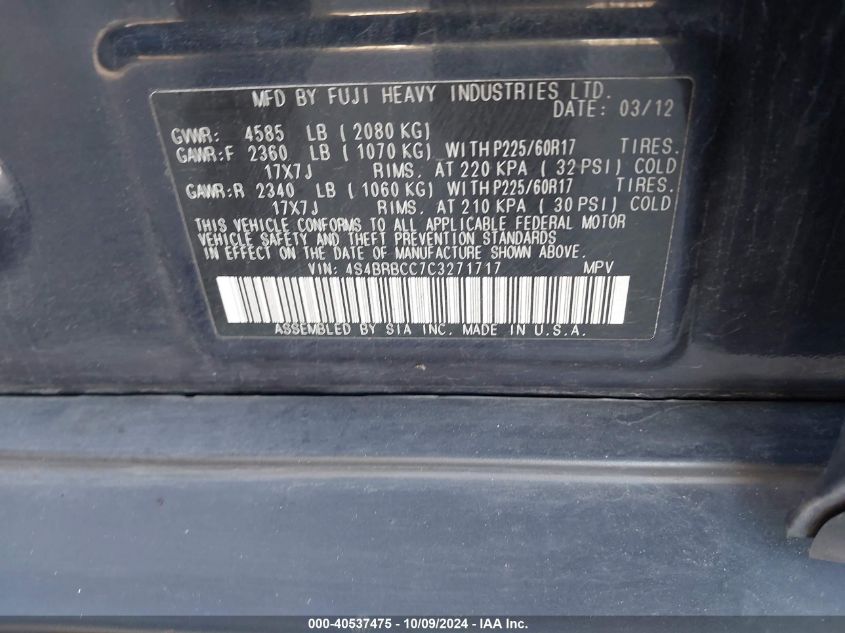 MFD BY FUJI HEAVY INDUSTRIES LTD.
DATE: 03/12
GVWR: 4585 LB ( 2080 KG)
GAWR:F 2360 LB ( 1070 KG) WITH P225/60R17 TIRES.
17X7J RIMS. AT 220 KPA ( 32 PSI) COLD
GAWR:R 2340 LB ( 1060 KG) WITH P225/60R17 TIRES.
17X7J RIMS. AT 210 KPA ( 30 PSI) COLD
THIS VEHICLE CONFORMS TO ALL APPLICABLE FEDERAL MOTOR
VEHICLE SAFETY AND THEFT PREVENTION STANDARDS
IN EFFECT ON THE DATE OF MANUFACTURE SHOWN ABOVE.
VIN: 4S4BRBCC7C3271717 MPV
ASSEMBLED BY SIA INC. MADE IN U.S.A.
000-40537475 - 10/09/2024 - IAA Inc.